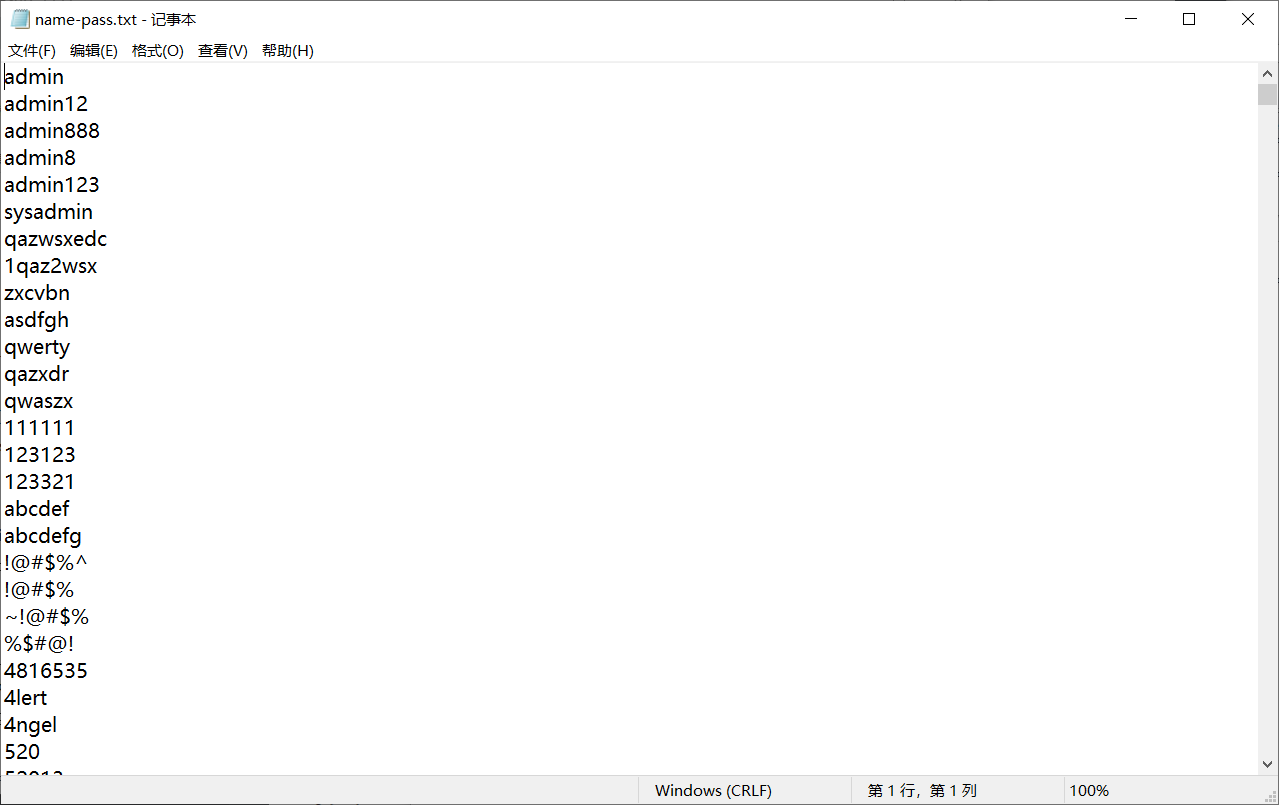 name-pass.txt - 记事本
文件(F) 编辑(E) 格式(O) 查看(V) 帮助(H)
admin
admin12
admin888
admin8
admin123
sysadmin
qazwsxedc
1qaz2wsx
zxcvbn
asdfgh
qwerty
qazxdr
qwaszx
111111
123123
123321
abcdef
abcdefg
!@#$%^
!@#$%
~!@#$%
%$#@!
4816535
4lert
4ngel
520
Windows (CRLF) 第 1 行，第 1 列 100%